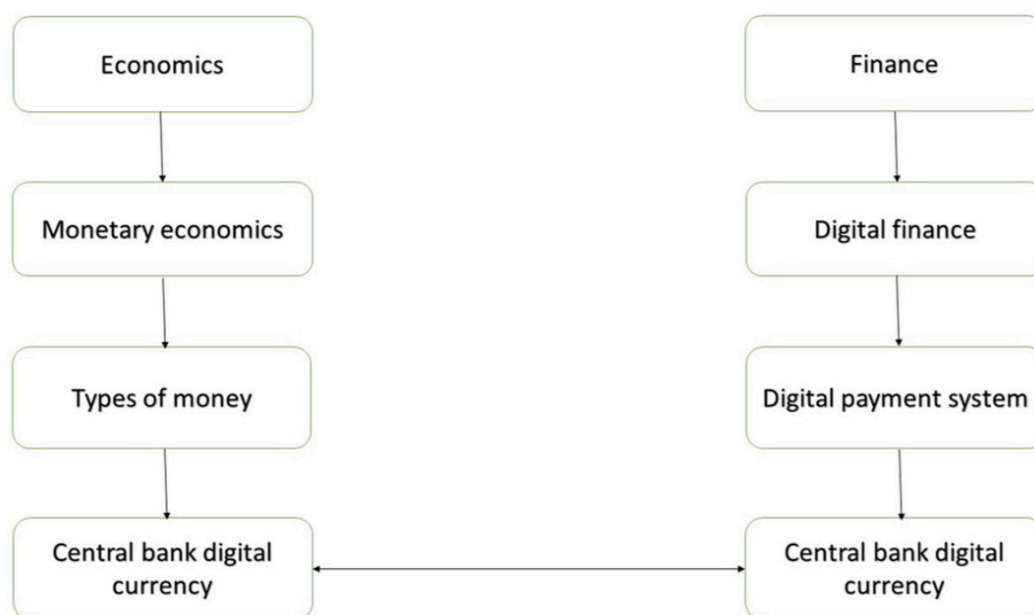 Economics
Monetary economics
Types of money
Central bank digital
currency
Finance
Digital finance
Digital payment system
Central bank digital
currency